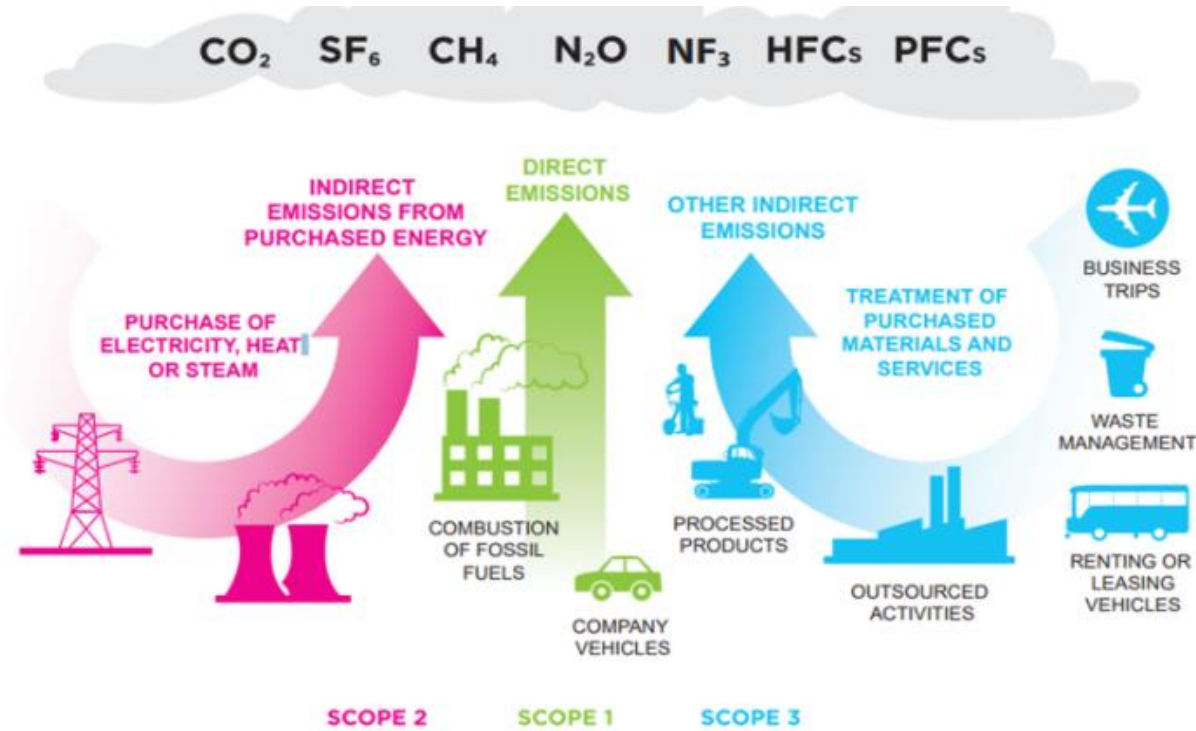 CO₂ SF₆ CH₄ N₂O NF₃ HFCs PFCs
INDIRECT
EMISSIONS FROM
PURCHASED ENERGY
DIRECT
EMISSIONS
OTHER INDIRECT
EMISSIONS
PURCHASE OF
ELECTRICITY, HEAT
OR STEAM
TREATMENT OF
PURCHASED
MATERIALS AND
SERVICES
BUSINESS
TRIPS
WASTE
MANAGEMENT
COMBUSTION
OF FOSSIL
FUELS
PROCESSED
PRODUCTS
RENTING OR
LEASING
VEHICLES
OUTSOURCED
ACTIVITIES
COMPANY
VEHICLES
SCOPE 2 SCOPE 1 SCOPE 3